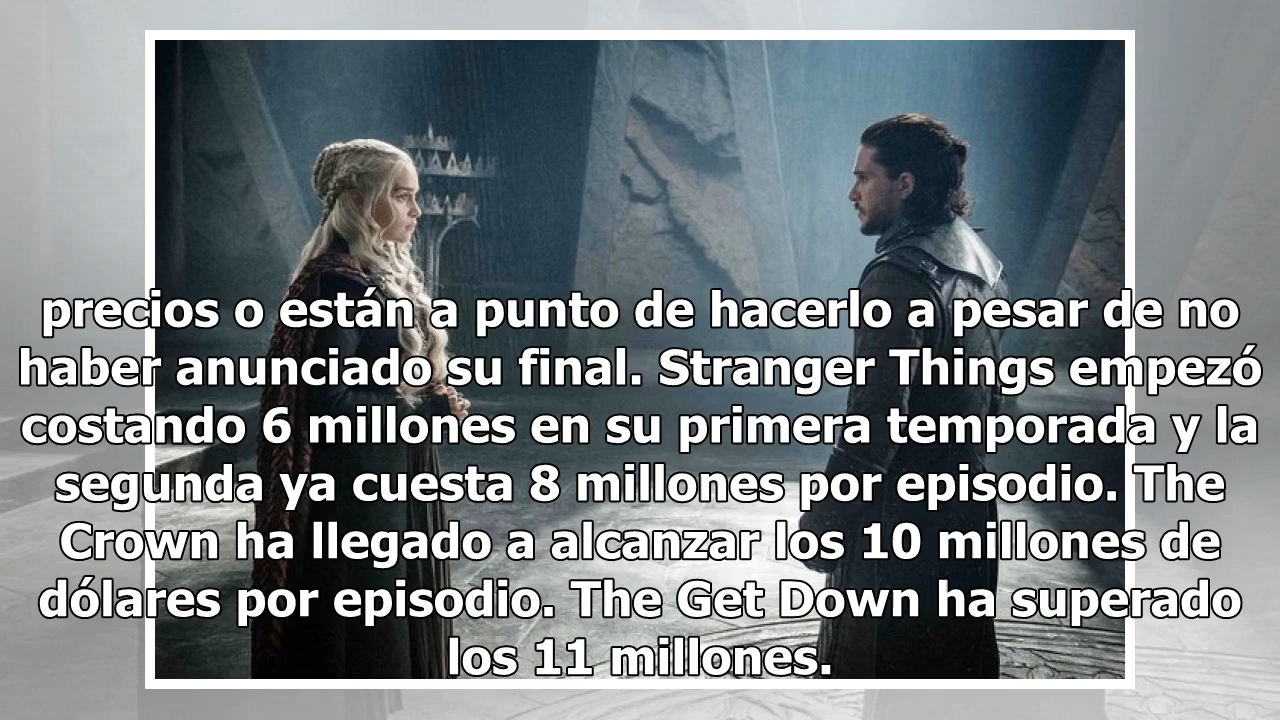 precios o están a punto de hacerlo a pesar de no
haber anunciado su final. Stranger Things empezó
costando 6 millones en su primera temporada y la
segunda ya cuesta 8 millones por episodio. The
Crown ha llegado a alcanzar los 10 millones de
dólares por episodio. The Get Down ha superado
los 11 millones.